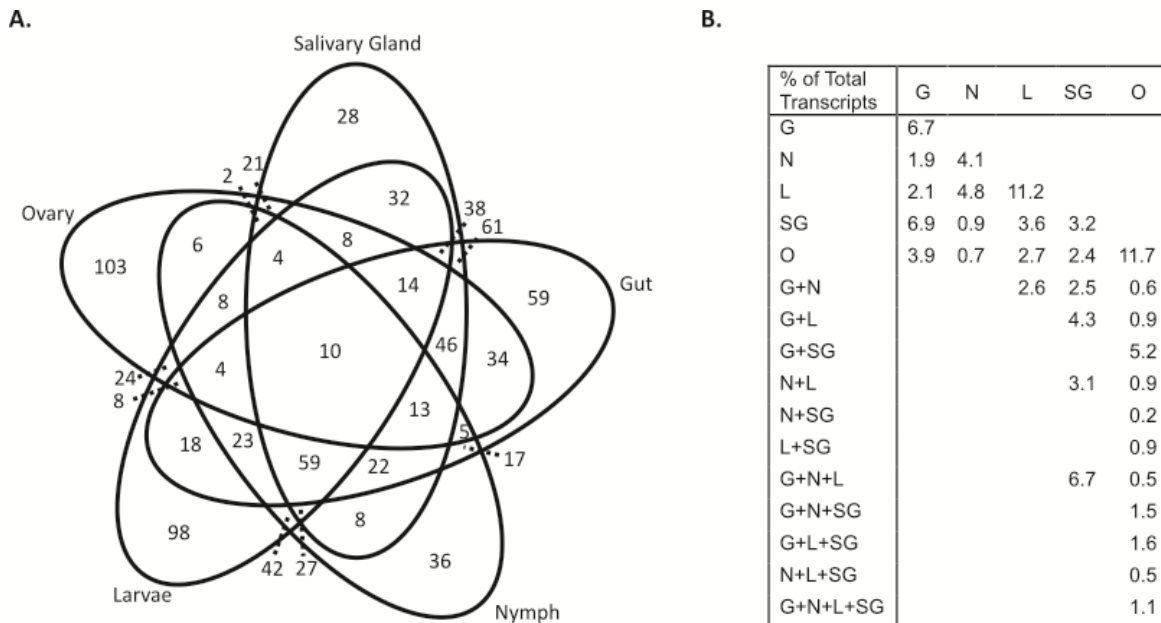 A.
B.
Salivary Gland
28
2 21
32
38
61
Ovary
6
8
4
103
14
59
Gut
8
10
46
34
4
24
8
13
5
17
18
23
59
22
98
8
36
42 27
Larvae
Nymph
% of Total
Transcripts G N L SG O
G 6.7
N 1.9 4.1
L 2.1 4.8 11.2
SG 6.9 0.9 3.6 3.2
O 3.9 0.7 2.7 2.4 11.7
G+N 2.6 2.5 0.6
G+L 4.3 0.9
G+SG 5.2
N+L 3.1 0.9
N+SG 0.2
L+SG 0.9
G+N+L 6.7 0.5
G+N+SG 1.5
G+L+SG 1.6
N+L+SG 0.5
G+N+L+SG 1.1